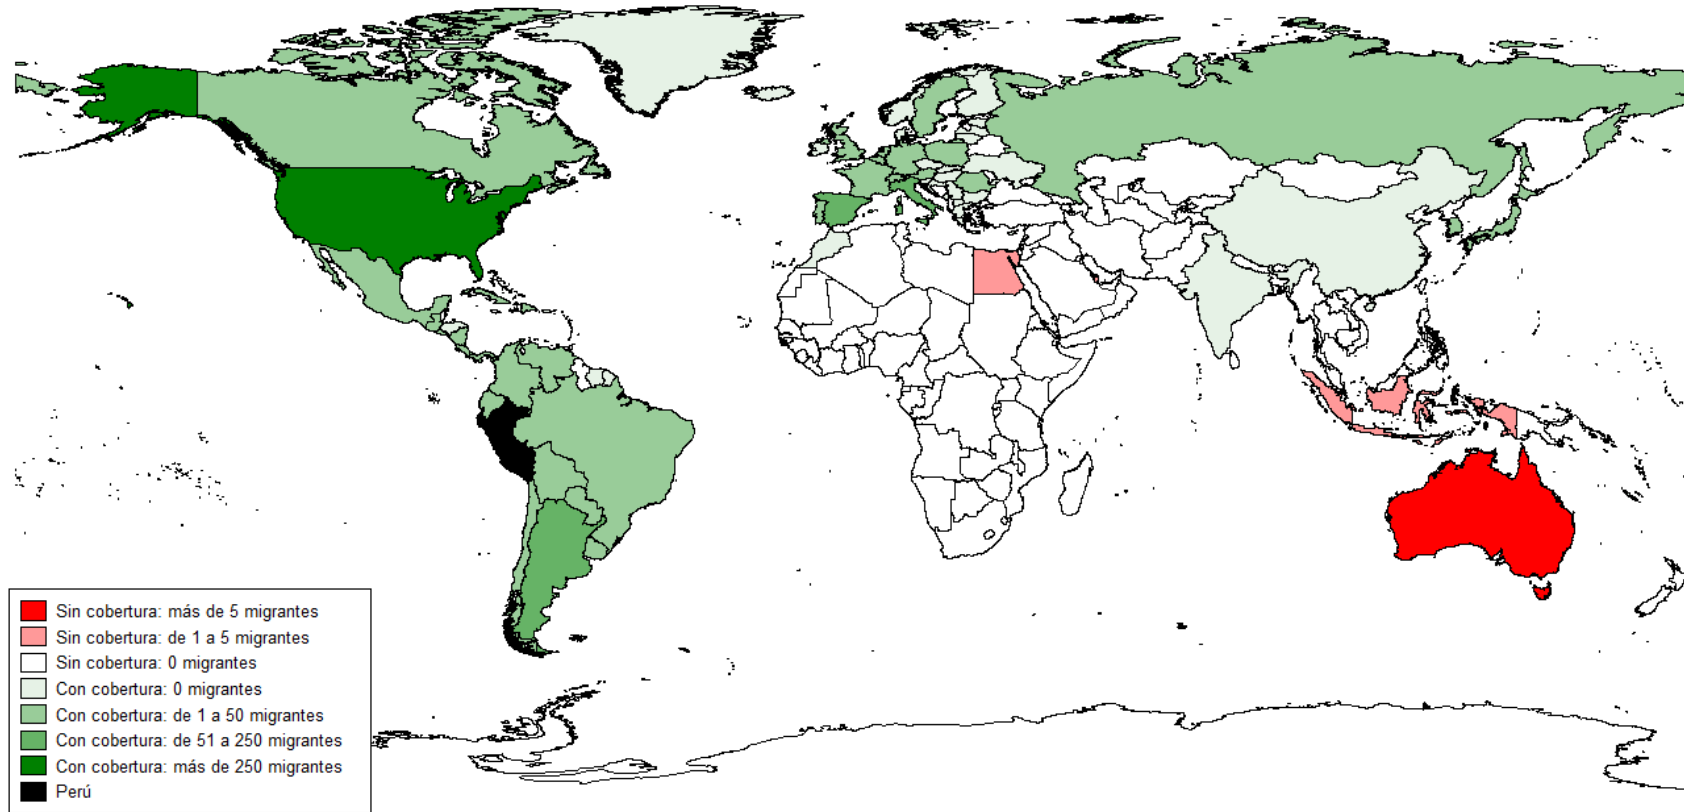 Sin cobertura: más de 5 migrantes
Sin cobertura: de 1 a 5 migrantes
Sin cobertura: 0 migrantes
Con cobertura: 0 migrantes
Con cobertura: de 1 a 50 migrantes
Con cobertura: de 51 a 250 migrantes
Con cobertura: más de 250 migrantes
Perú